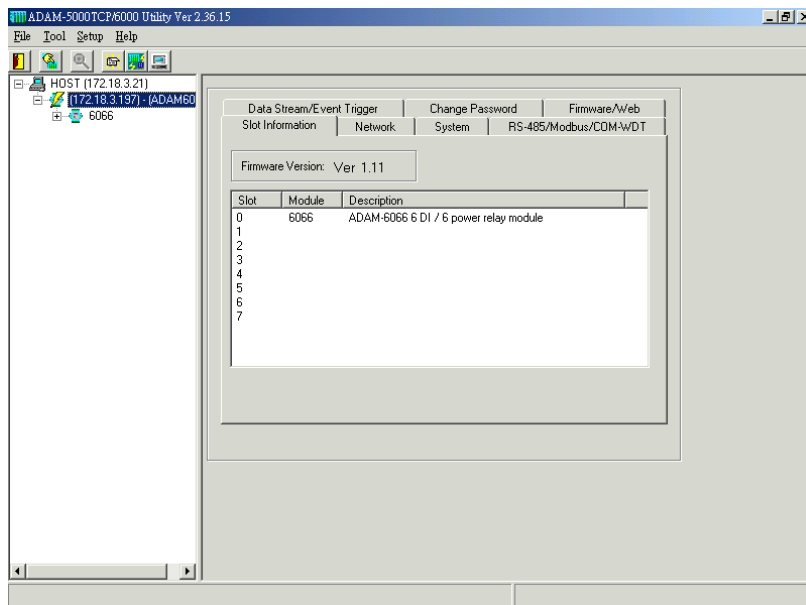 ADAM-5000TCP/6000 Utility Ver 2.36.15
File Tool Setup Help
HOST (172.18.3.21)
(172.18.3.197) - (ADAM60
6066
Data Stream/Event Trigger Change Password Firmware/Web
Slot Information Network System RS-485/Modbus/COM-WDT
Firmware Version: Ver 1.11
Slot Module Description
0 6066 ADAM-6066 6 DI / 6 power relay module
1
2
3
4
5
6
7